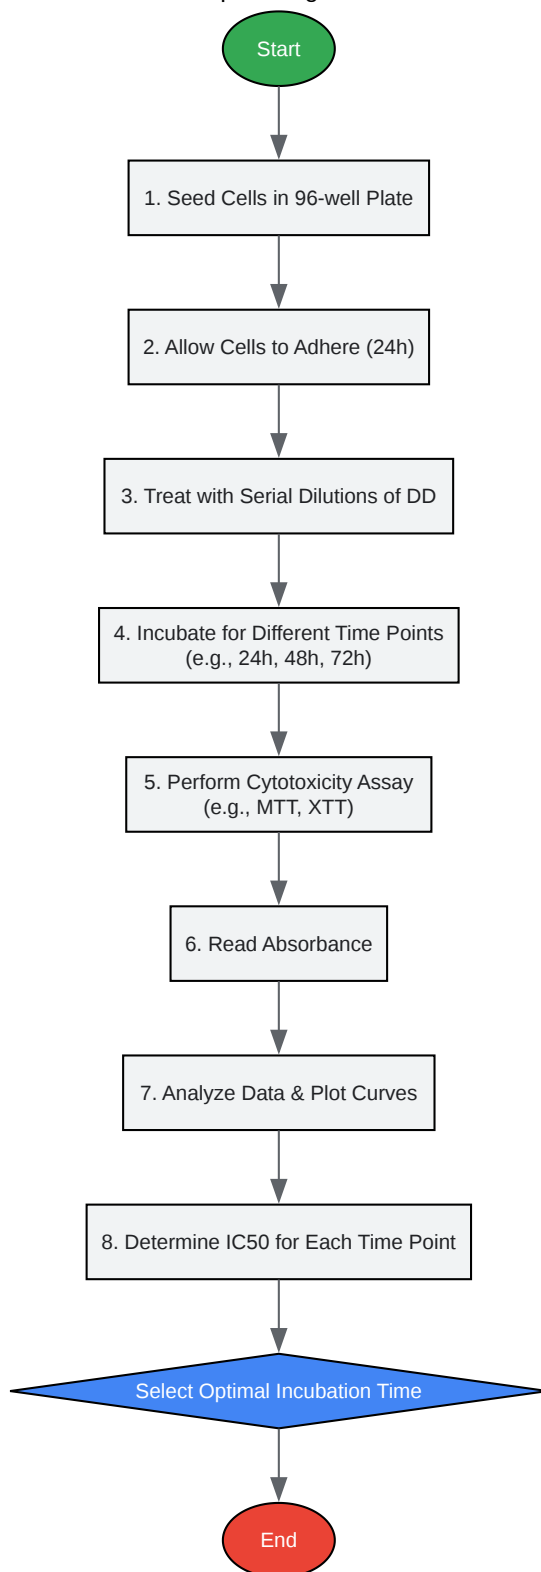 Start
1. Seed Cells in 96-well Plate
2. Allow Cells to Adhere (24h)
3. Treat with Serial Dilutions of DD
4. Incubate for Different Time Points
(e.g., 24h, 48h, 72h)
5. Perform Cytotoxicity Assay
(e.g., MTT, XTT)
6. Read Absorbance
7. Analyze Data & Plot Curves
8. Determine IC50 for Each Time Point
Select Optimal Incubation Time
End